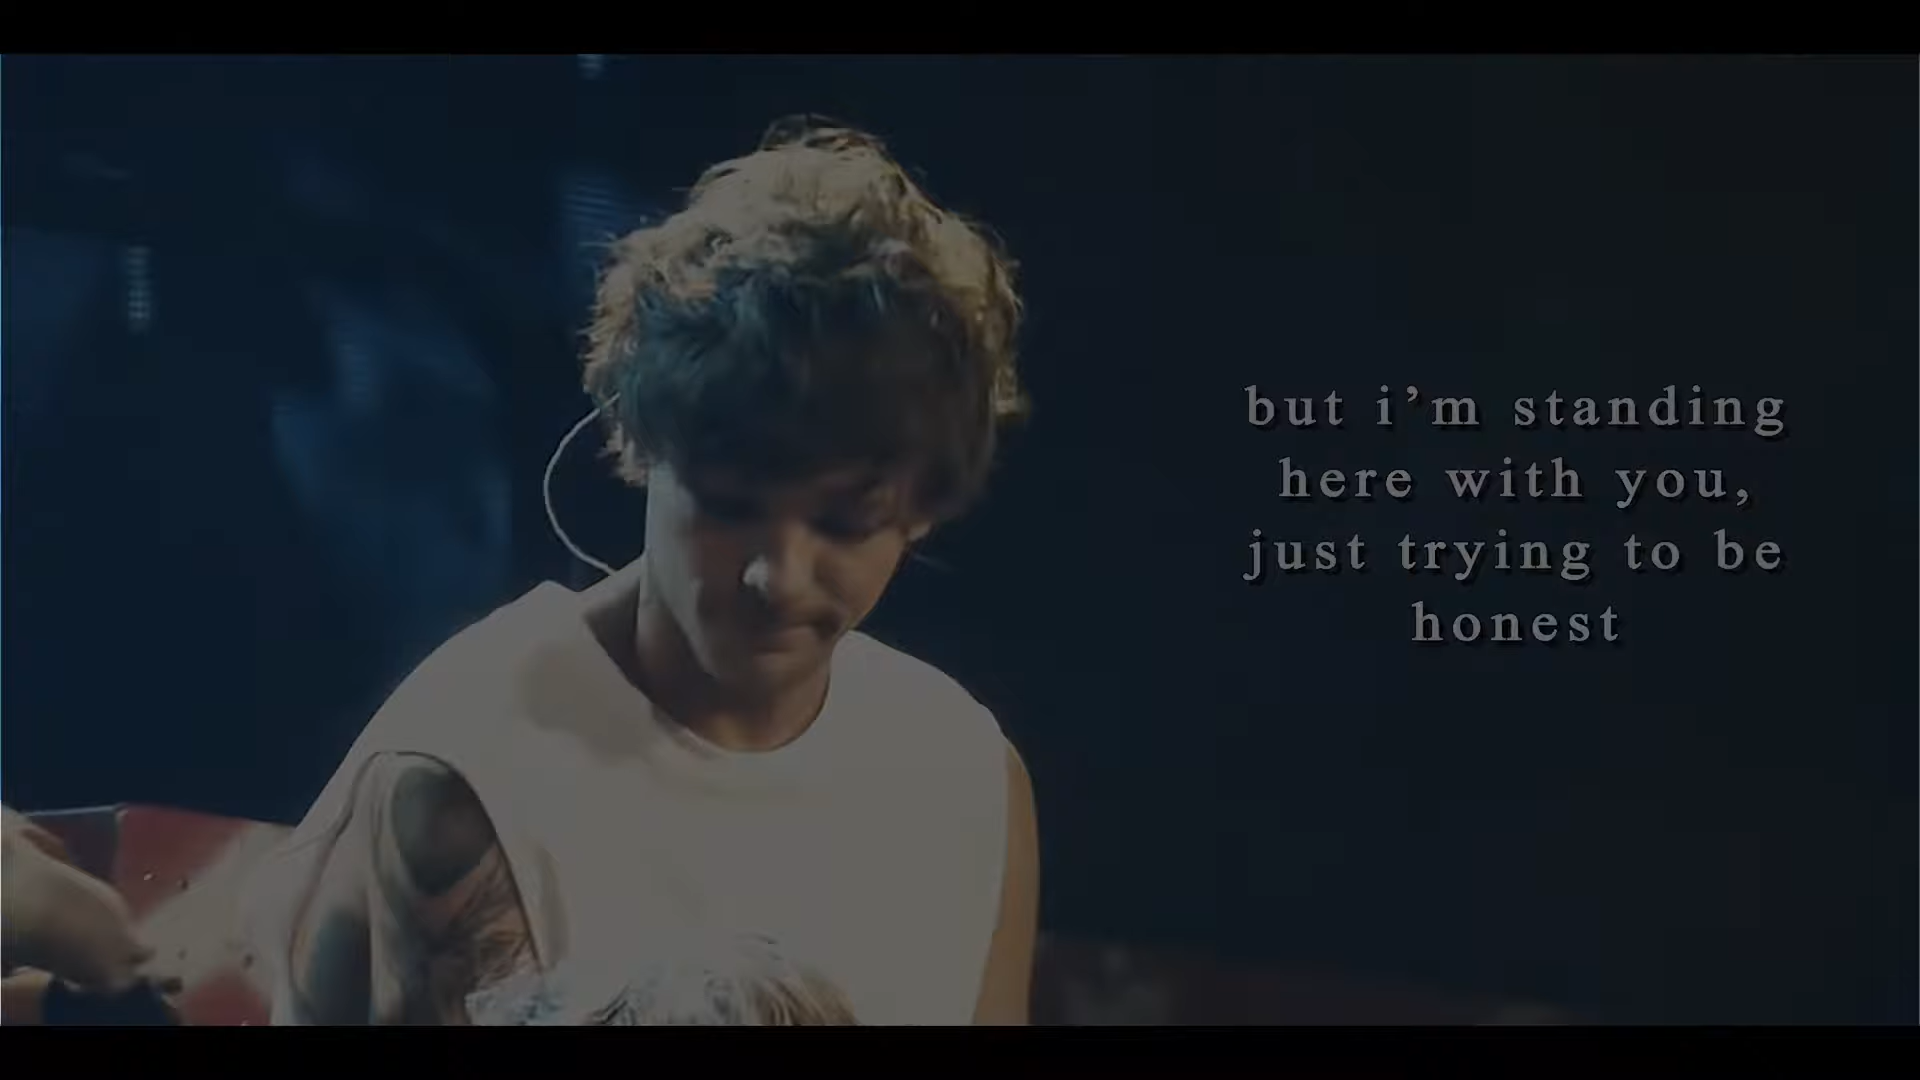 but i’m standing
here with you,
just trying to be
honest